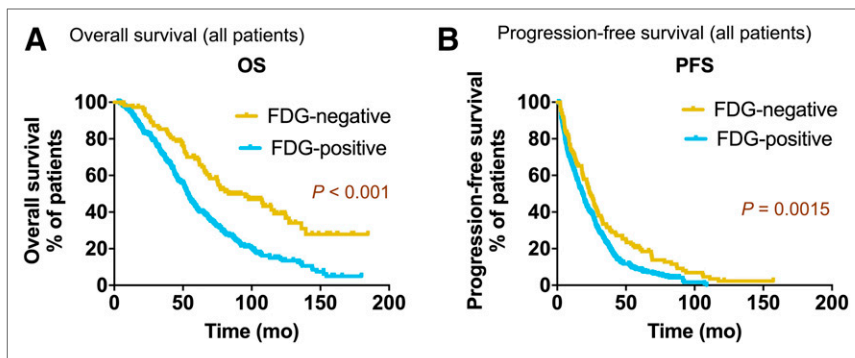 A Overall survival (all patients)
OS
Overall survival
% of patients
100
80
60
40
20
0
0 50 100 150 200
Time (mo)
FDG-negative
FDG-positive
P < 0.001
B Progression-free survival (all patients)
PFS
Progression-free survival
% of patients
100
80
60
40
20
0
0 50 100 150 200
Time (mo)
FDG-negative
FDG-positive
P = 0.0015